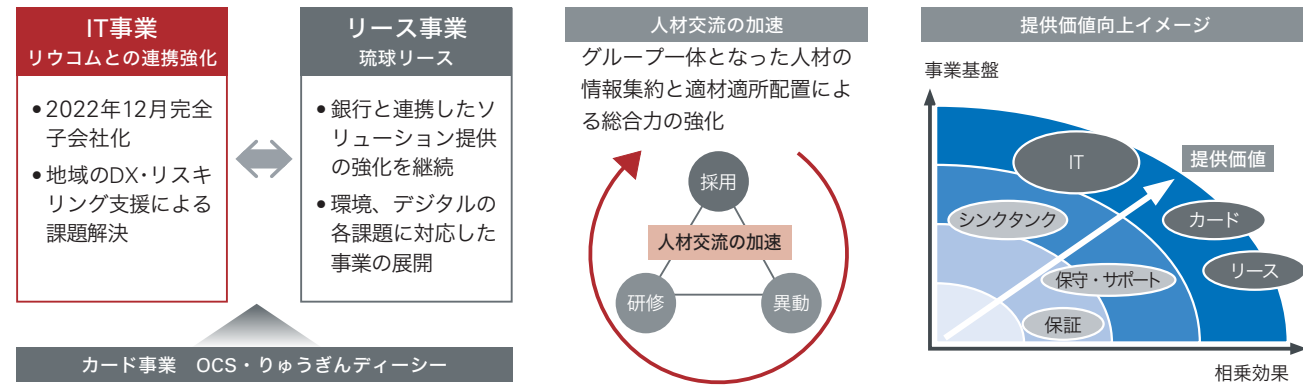 IT事業
リウコムとの連携強化
●2022年12月完全
子会社化
●地域のDX・リスキ
リング支援による
課題解決
リース事業
琉球リース
●銀行と連携したソ
リューション提供
の強化を継続
●環境、デジタルの
各課題に対応した
事業の展開
カード事業　OCS・りゅうぎんディーシー
人材交流の加速
グループ一体となった人材の
情報集約と適材適所配置によ
る総合力の強化
採用
人材交流の加速
研修
異動
提供価値向上イメージ
事業基盤
IT
提供価値
シンクタンク
カード
リース
保守・サポート
保証
相乗効果